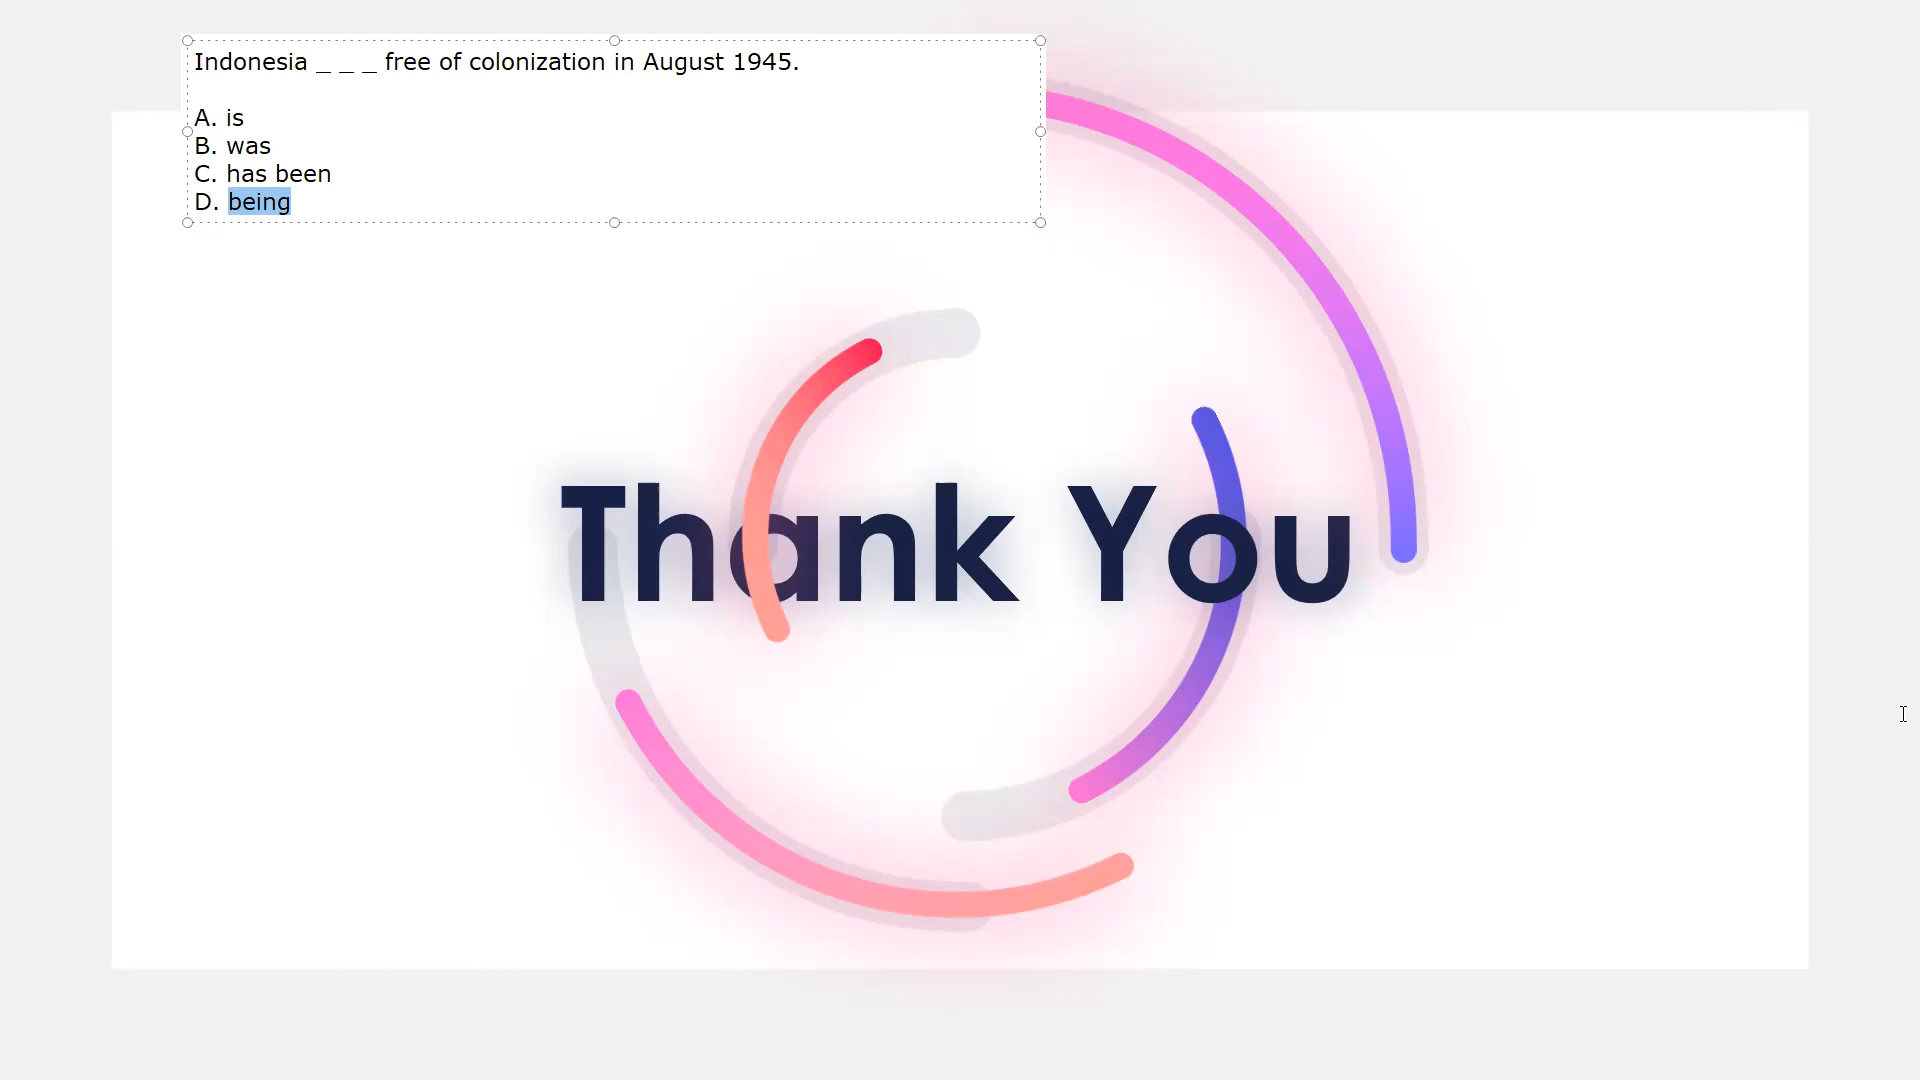 Indonesia _ _ _ free of colonization in August 1945.
A. is
B. was
C. has been
D. being
Thank You